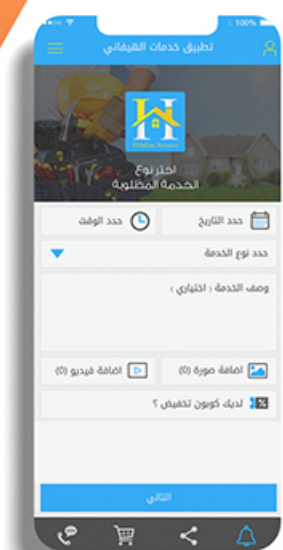 100%
تطبيق خدمات الهيفاني
اختر نوع
الخدمة المطلوبة
حدد التاريخ
حدد الوقت
حدد نوع الخدمة
وصف الخدمة ( اختياري )
اضافة صورة (0)
اضافة فيديو (0)
لديك كوبون تخفيض ؟
التالي